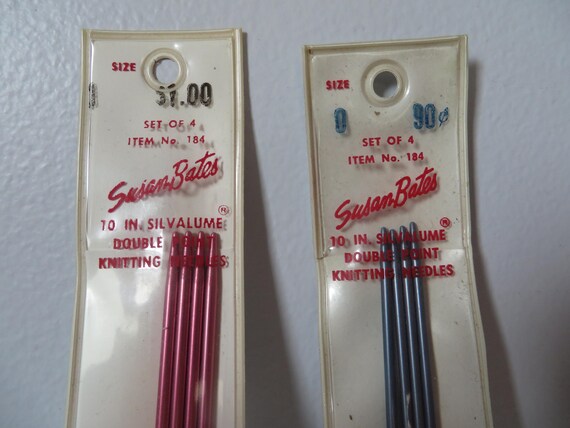 SIZE
$1.00
SET OF 4
ITEM No. 184
Susan Bates ®
10 IN. SILVALUME
DOUBLE POINT
KNITTING NEEDLES
SIZE
0 90¢
SET OF 4
ITEM No. 184
Susan Bates ®
10 IN. SILVALUME
DOUBLE POINT
KNITTING NEEDLES